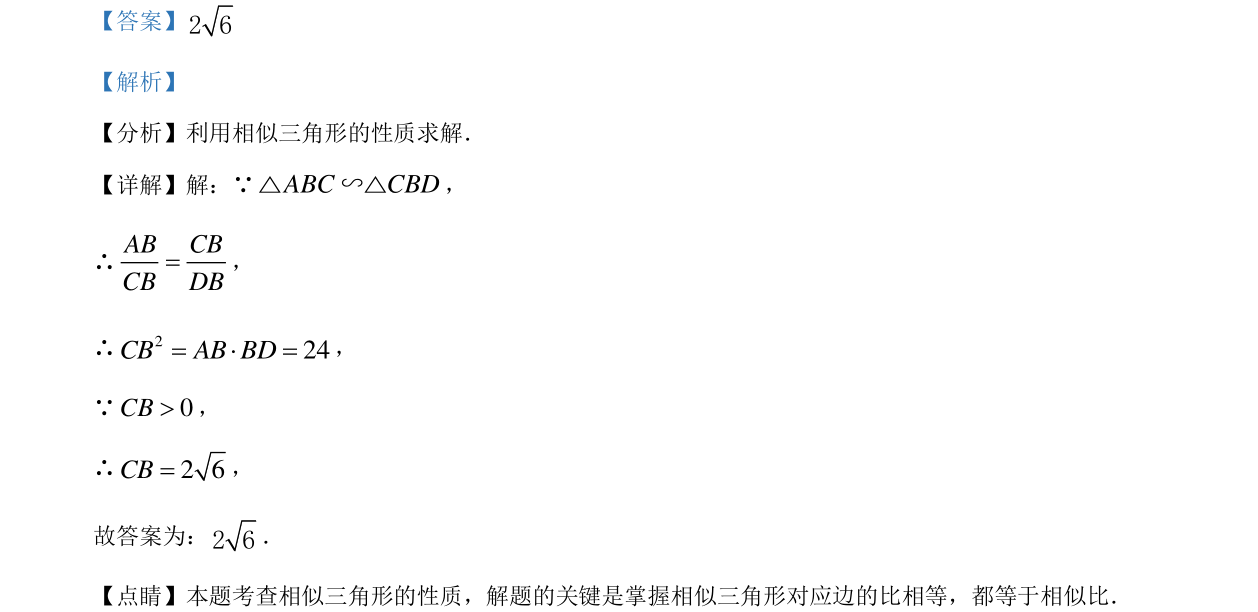 【答案】2√6
【解析】
【分析】利用相似三角形的性质求解．
【详解】解：∵△ABC∽△CBD，
∴AB/CB=CB/DB，
∴CB²=AB·BD=24，
∵CB>0，
∴CB=2√6，
故答案为：2√6．
【点睛】本题考查相似三角形的性质，解题的关键是掌握相似三角形对应边的比相等，都等于相似比．